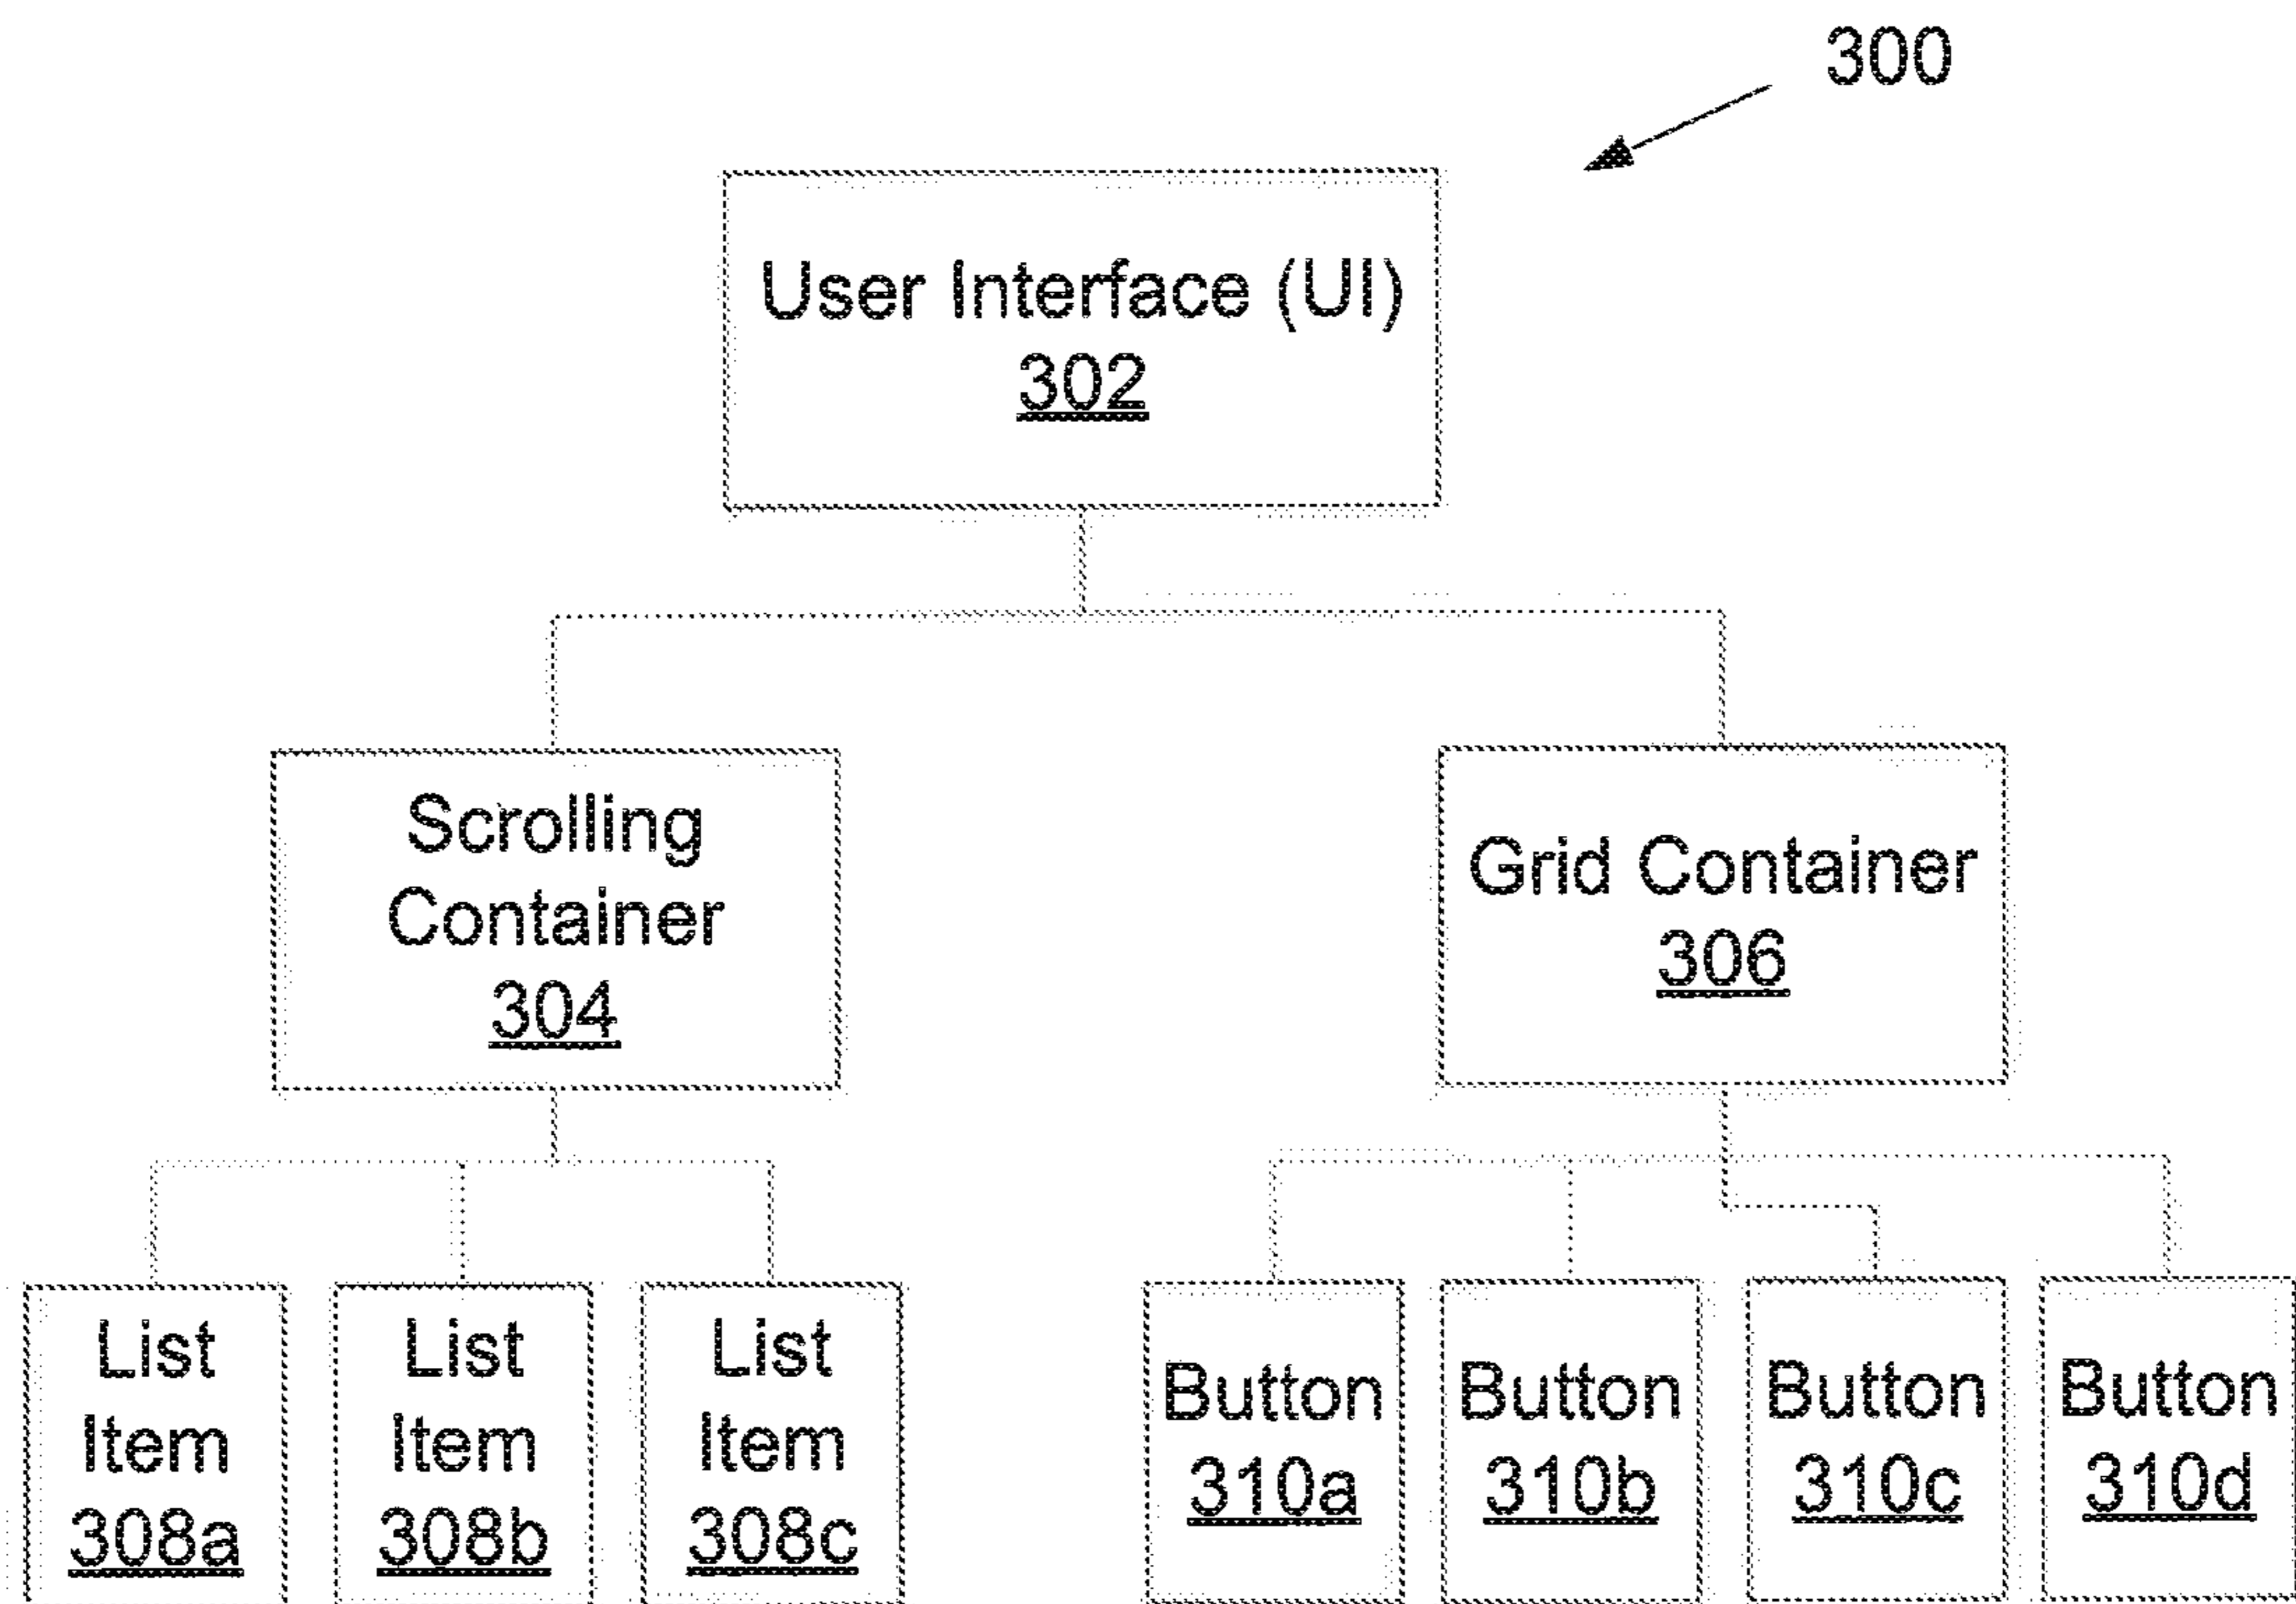 300
User Interface (UI)
302
Scrolling
Container
304
Grid Container
306
List
Item
308a
List
Item
308b
List
Item
308c
Button
310a
Button
310b
Button
310c
Button
310d